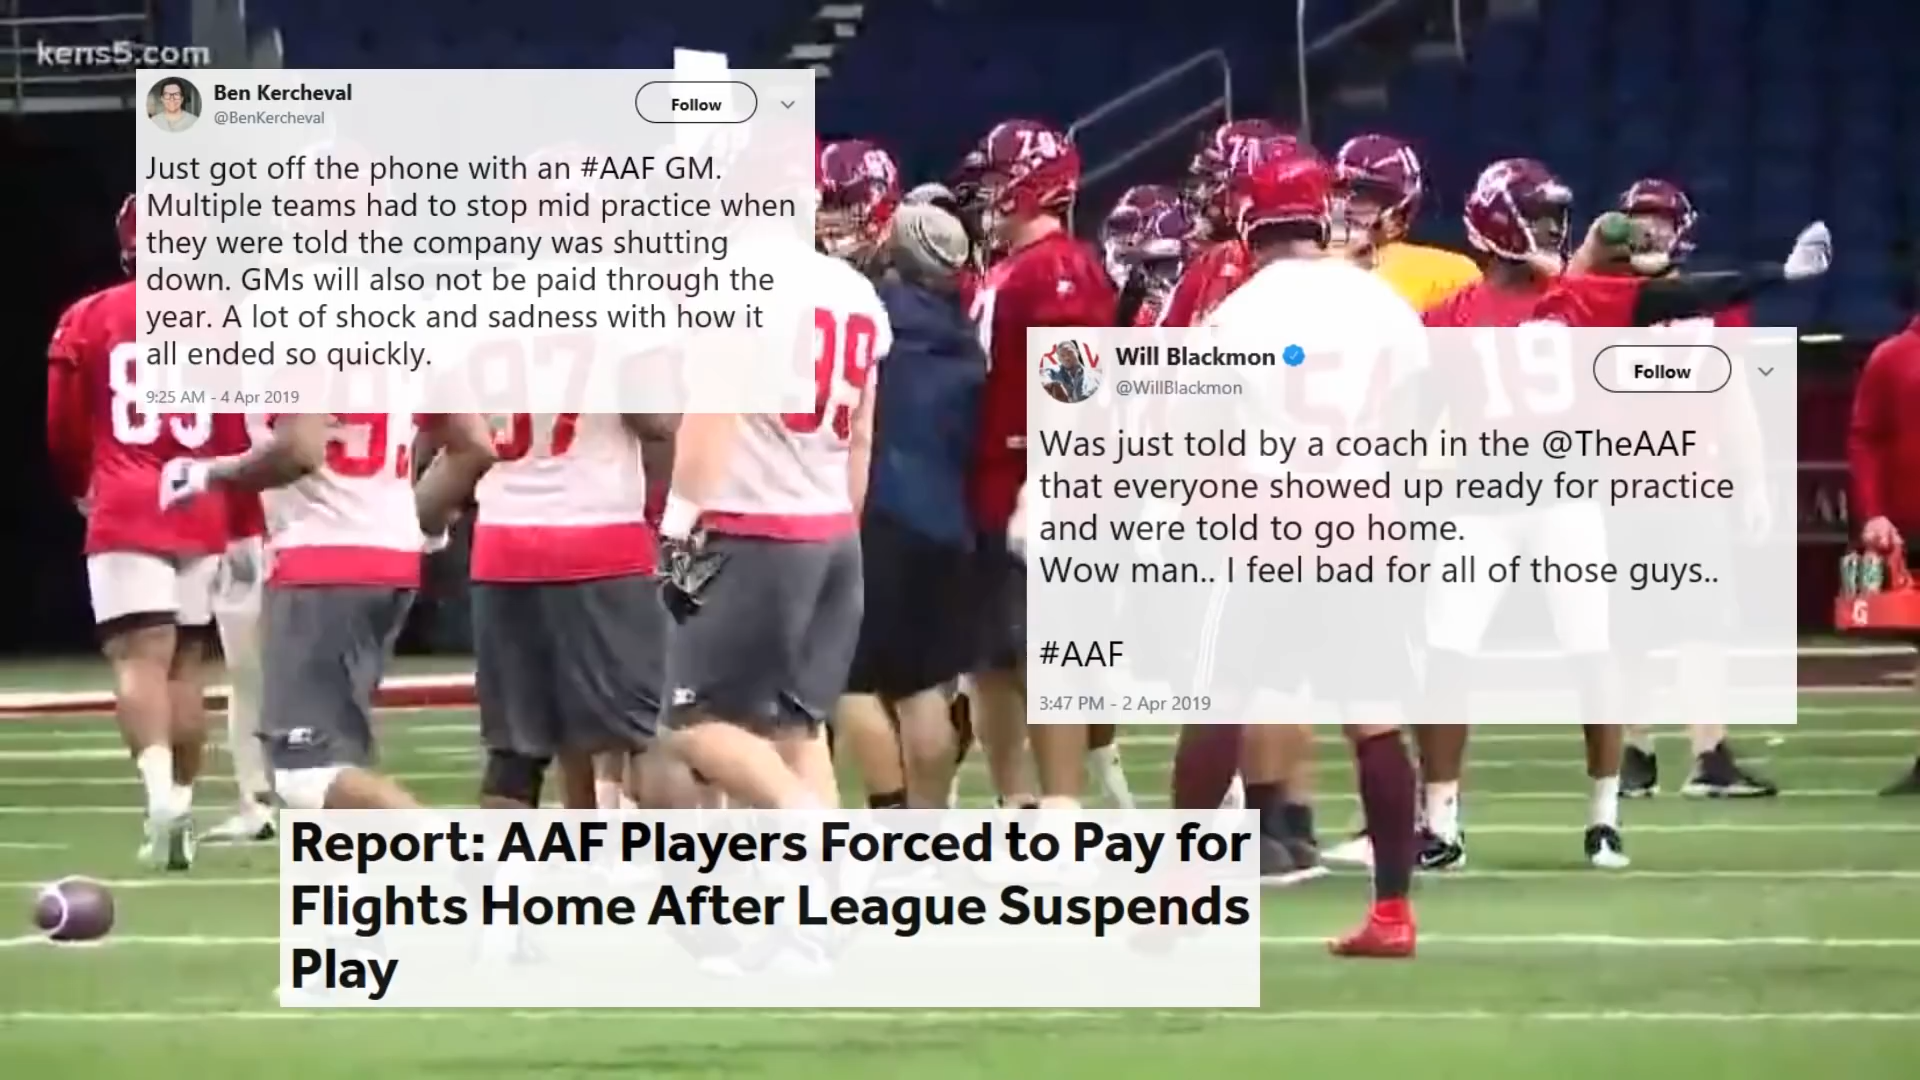 kens5.com
Ben Kercheval
@BenKercheval
Follow
Just got off the phone with an #AAF GM.
Multiple teams had to stop mid practice when
they were told the company was shutting
down. GMs will also not be paid through the
year. A lot of shock and sadness with how it
all ended so quickly.
9:25 AM - 4 Apr 2019
Will Blackmon
@WillBlackmon
Follow
Was just told by a coach in the @TheAAF
that everyone showed up ready for practice
and were told to go home.
Wow man.. I feel bad for all of those guys..
#AAF
3:47 PM - 2 Apr 2019
Report: AAF Players Forced to Pay for
Flights Home After League Suspends
Play
85
97
98
19
70
G